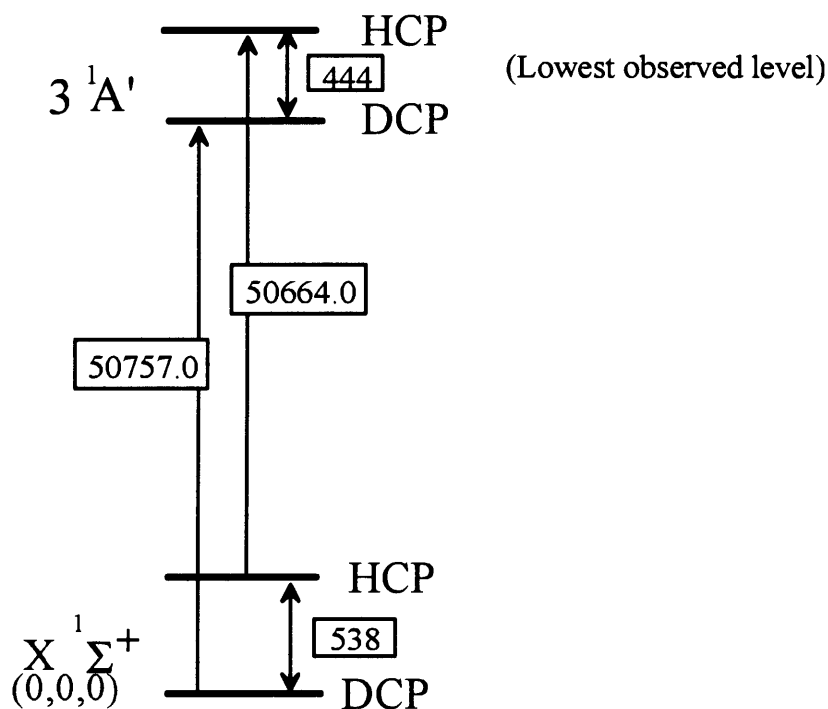 HCP
444
(Lowest observed level)
3 ¹A'
DCP
50664.0
50757.0
HCP
538
X ¹Σ⁺
(0,0,0)
DCP